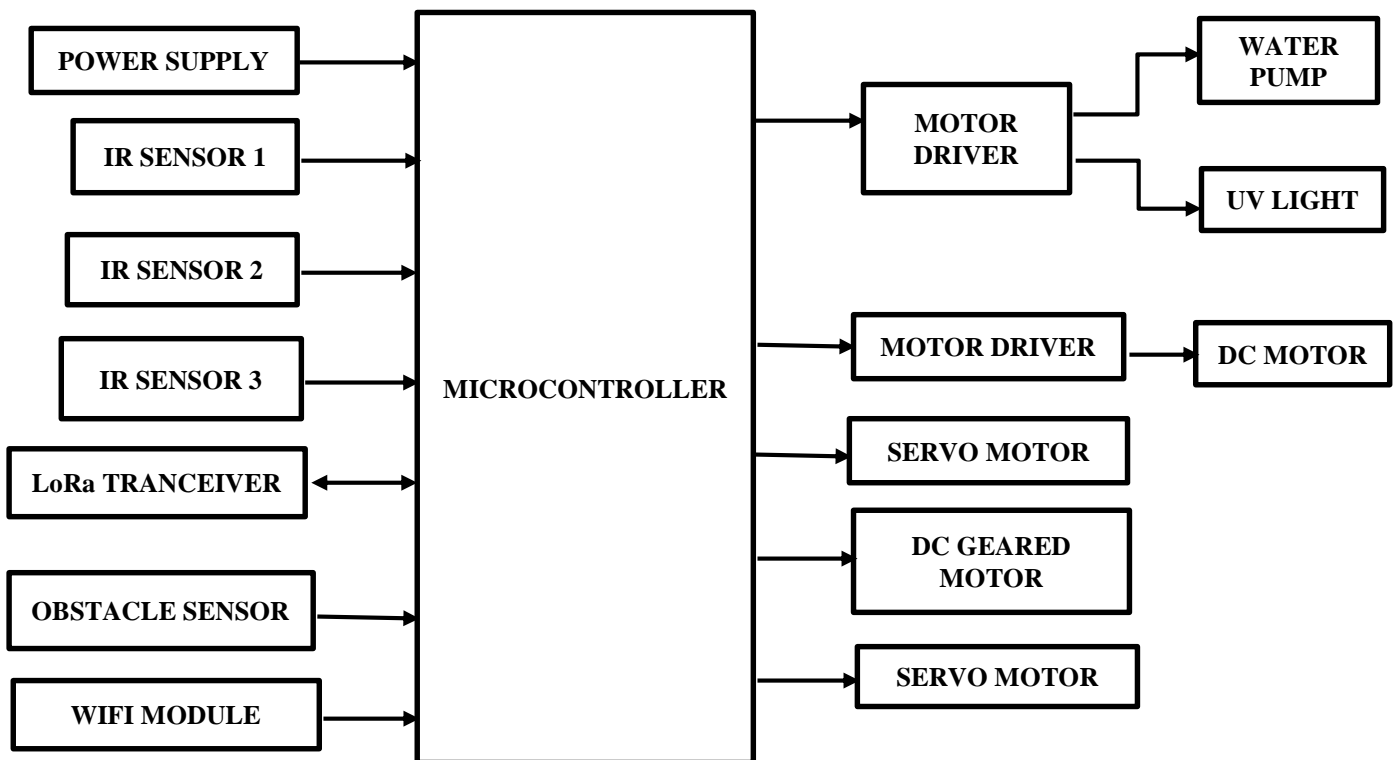 POWER SUPPLY
IR SENSOR 1
IR SENSOR 2
IR SENSOR 3
LoRa TRANCEIVER
OBSTACLE SENSOR
WIFI MODULE
MICROCONTROLLER
MOTOR
DRIVER
WATER
PUMP
UV LIGHT
MOTOR DRIVER
DC MOTOR
SERVO MOTOR
DC GEARED
MOTOR
SERVO MOTOR